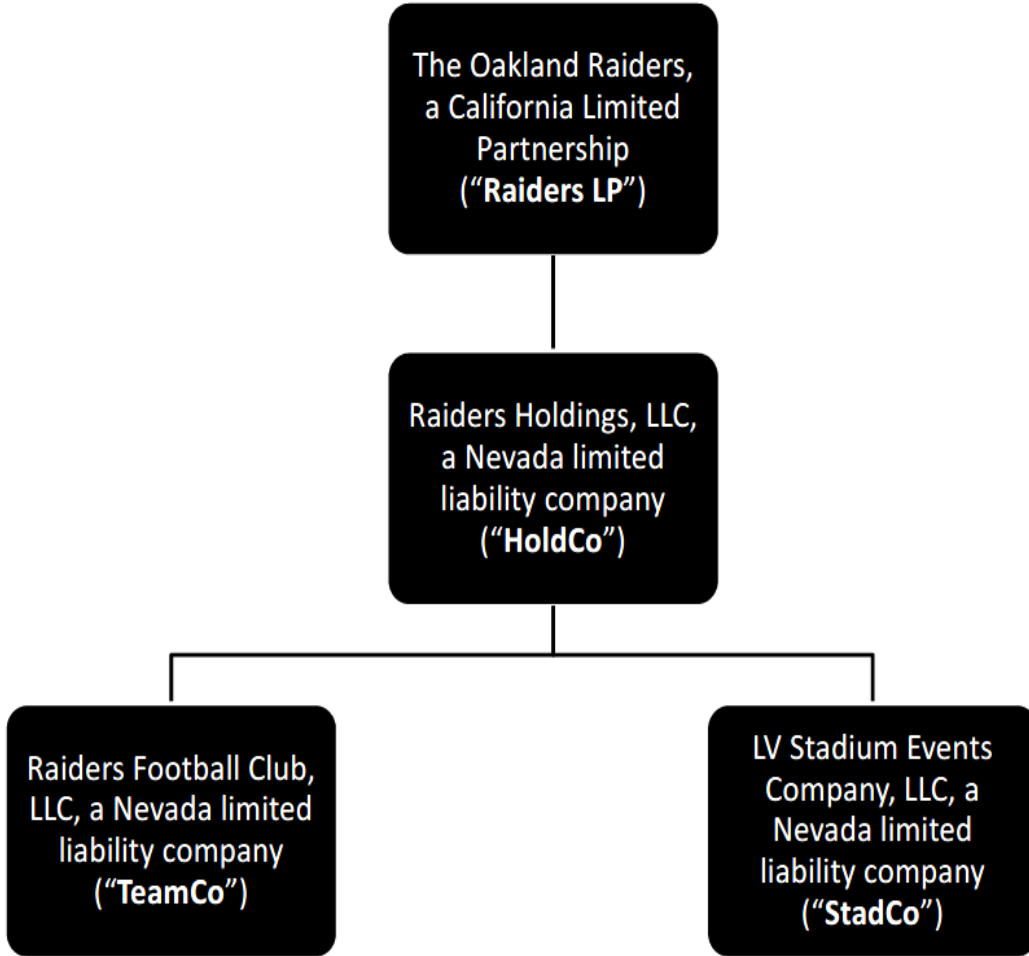 The Oakland Raiders,
a California Limited
Partnership
(“Raiders LP”)
Raiders Holdings, LLC,
a Nevada limited
liability company
(“HoldCo”)
Raiders Football Club,
LLC, a Nevada limited
liability company
(“TeamCo”)
LV Stadium Events
Company, LLC, a
Nevada limited
liability company
(“StadCo”)